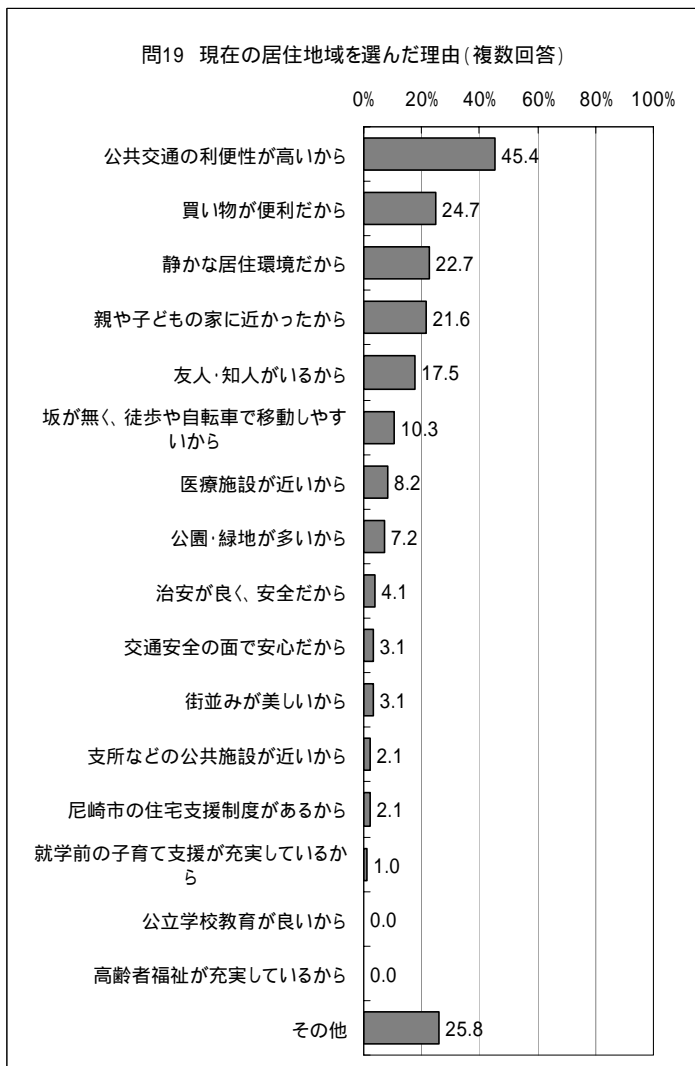 問19 現在の居住地域を選んだ理由(複数回答)
0% 20% 40% 60% 80% 100%
公共交通の利便性が高いから 45.4
買い物が便利だから 24.7
静かな居住環境だから 22.7
親や子どもの家に近かったから 21.6
友人・知人がいるから 17.5
坂が無く、徒歩や自転車で移動しやす
いから 10.3
医療施設が近いから 8.2
公園・緑地が多いから 7.2
治安が良く、安全だから 4.1
交通安全の面で安心だから 3.1
街並みが美しいから 3.1
支所などの公共施設が近いから 2.1
尼崎市の住宅支援制度があるから 2.1
就学前の子育て支援が充実しているか
ら 1.0
公立学校教育が良いから 0.0
高齢者福祉が充実しているから 0.0
その他 25.8